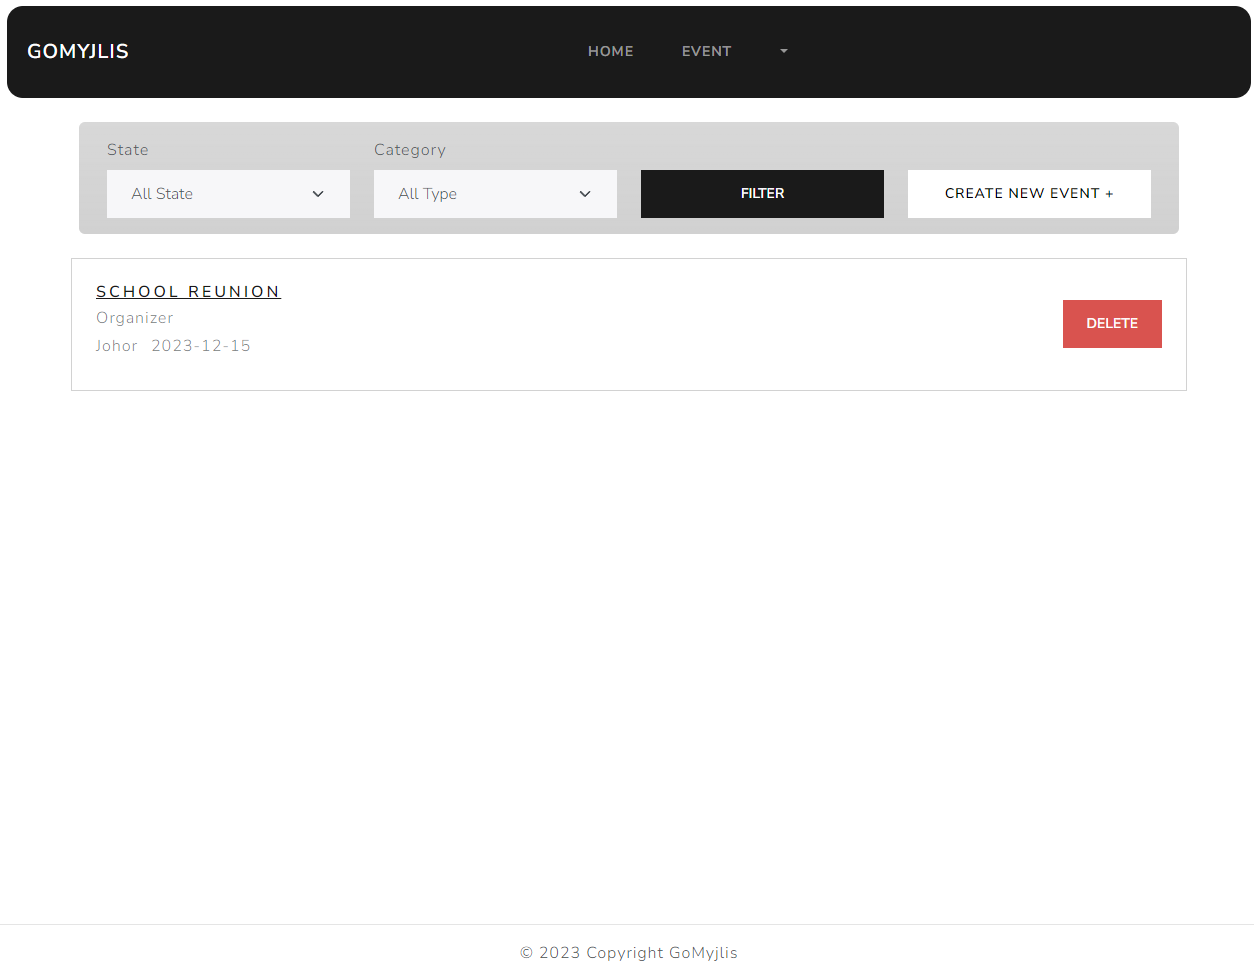 GOMYJLIS
HOME EVENT
State Category
All State All Type FILTER CREATE NEW EVENT +
SCHOOL REUNION
Organizer
Johor 2023-12-15
DELETE
© 2023 Copyright GoMyjlis